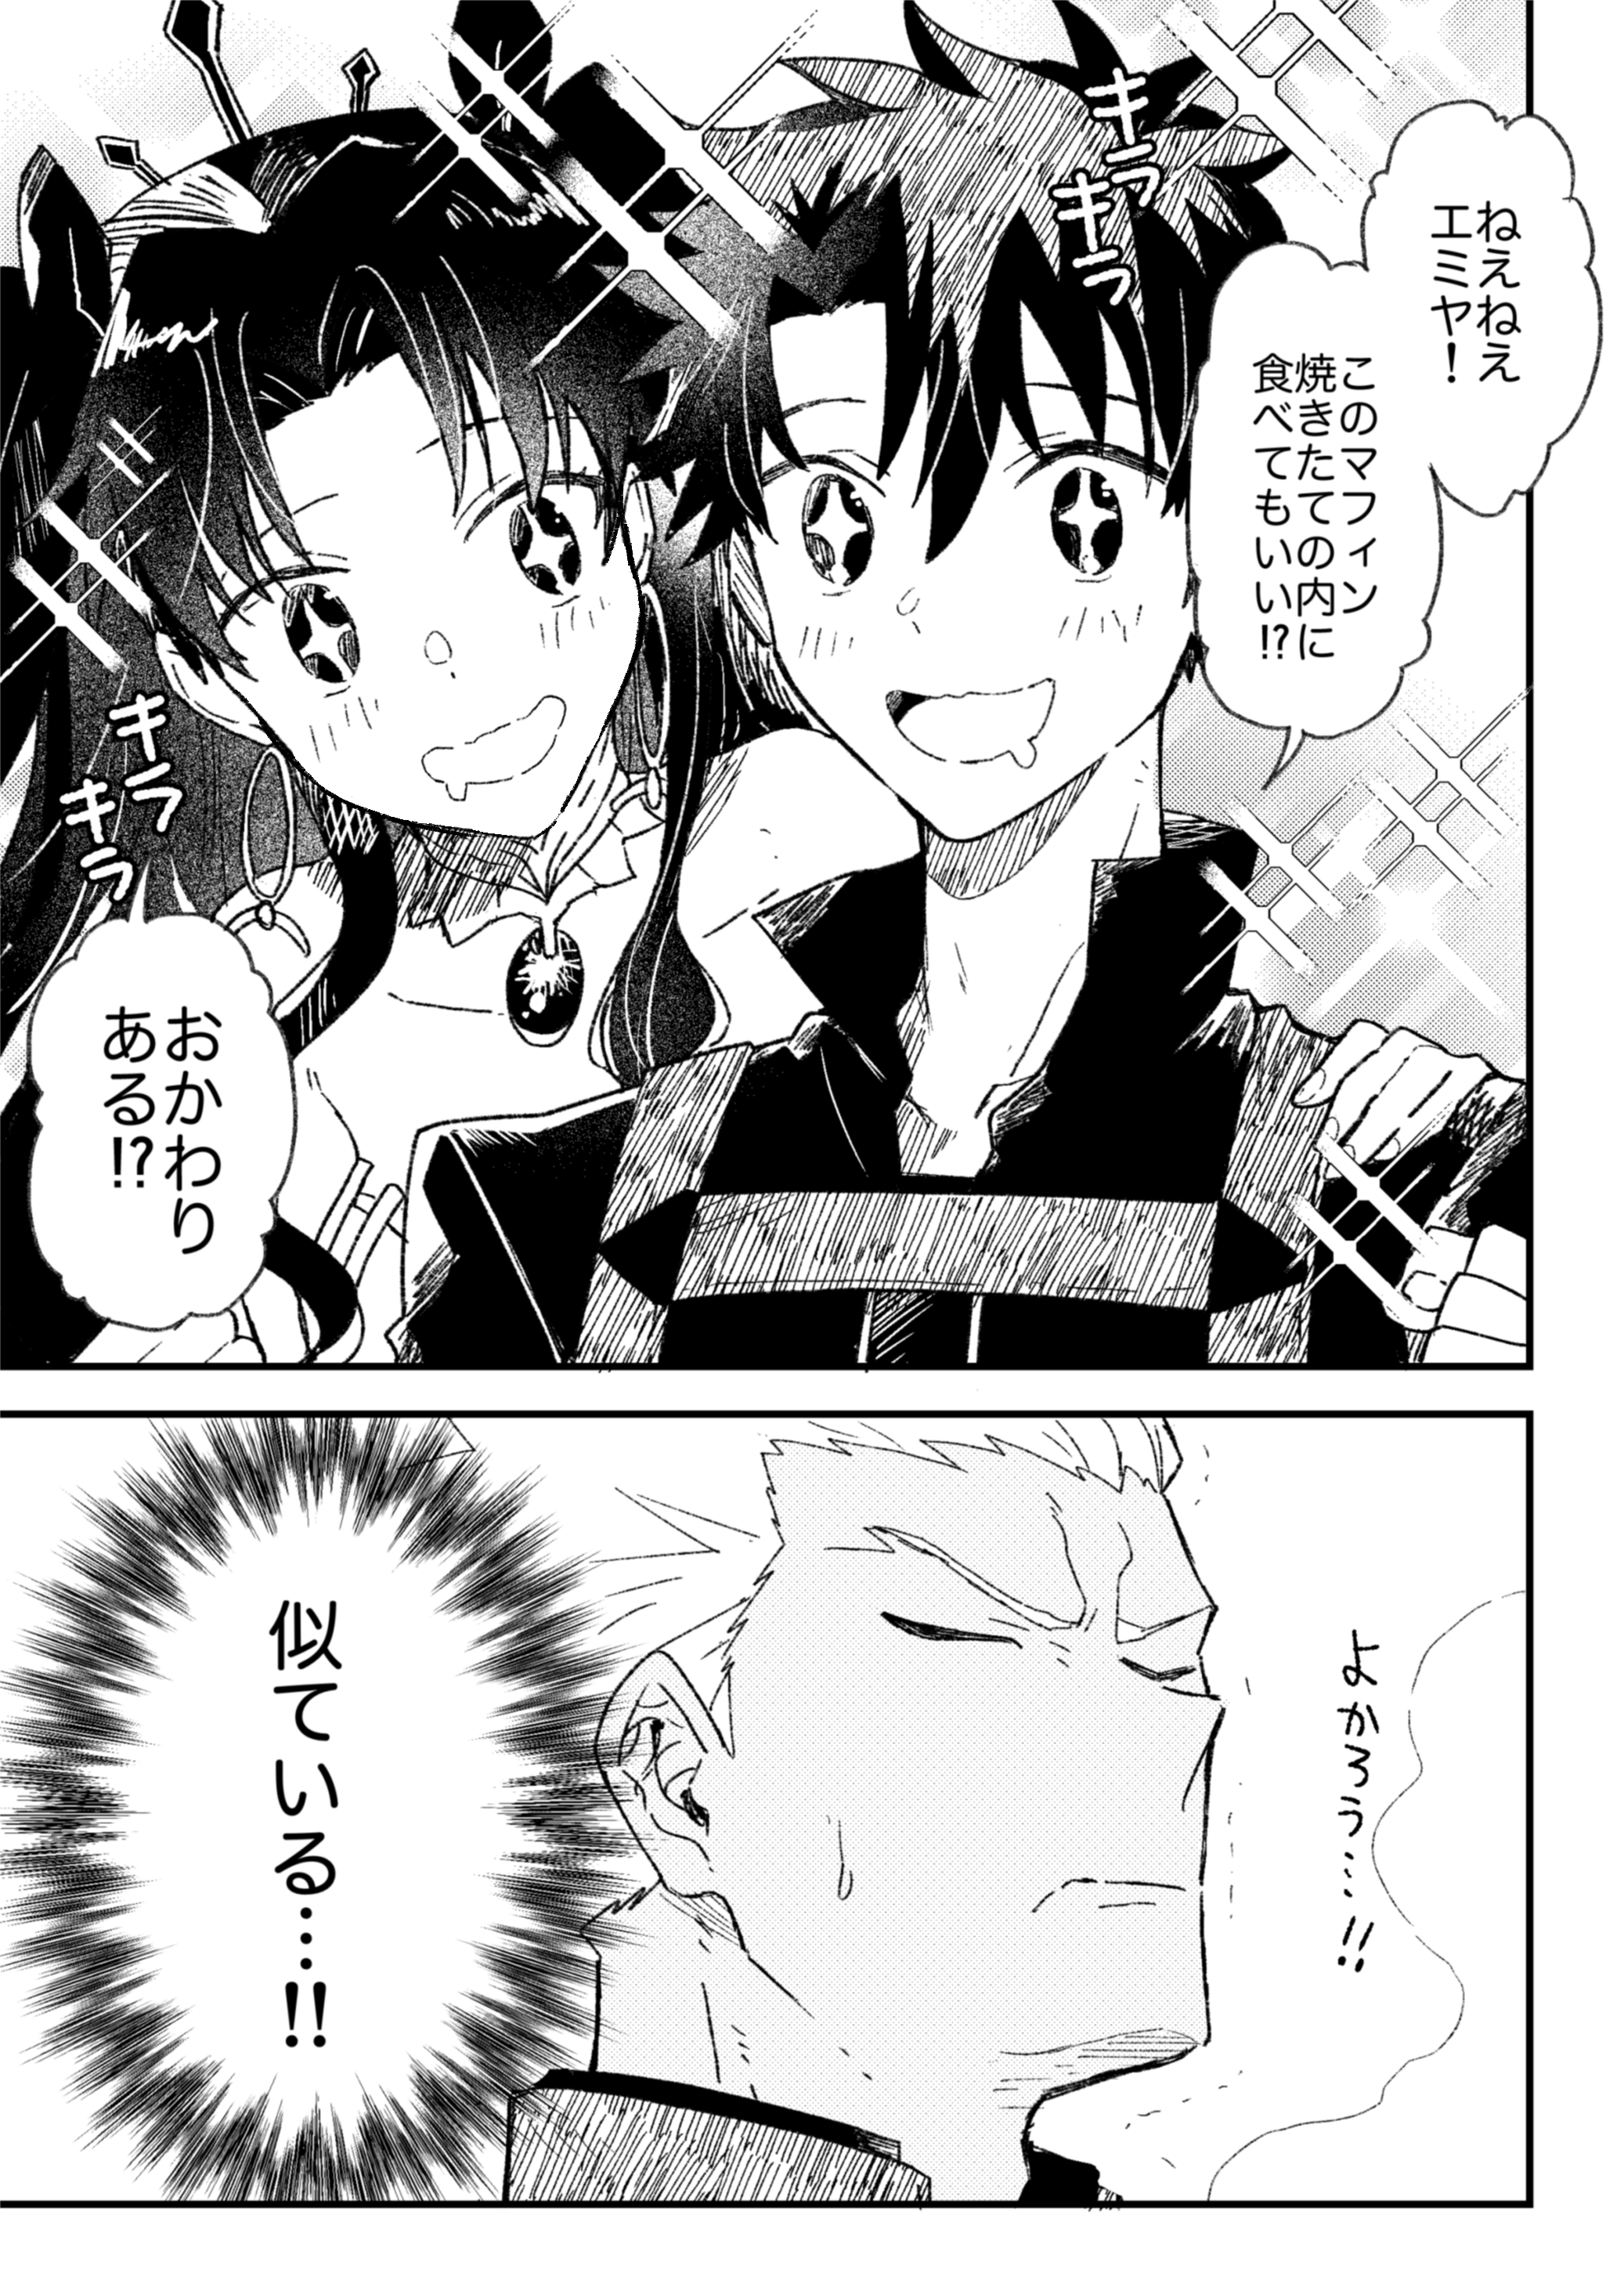 ねえねえ
エミヤ！
このマフィン
焼きたての内に
食べてもいい!?
キラ
キラ
キラ
キラ
おかわり
ある!?
よかろう…!!
似ている…!!